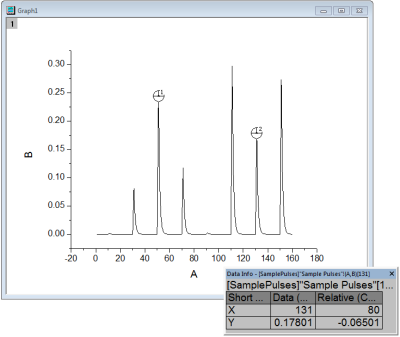 Graph1
1
0.30
0.25
0.20
0.15
0.10
0.05
0.00
B
1
2
-20 0 20 40 60 80 100 120 140 160 180
A
Data Info - [SamplePulses]"Sample Pulses"!(A,B)[131]
[SamplePulses]"Sample Pulses"[1...
Short ... Data (... Relative (C...
X 131 80
Y 0.17801 -0.06501